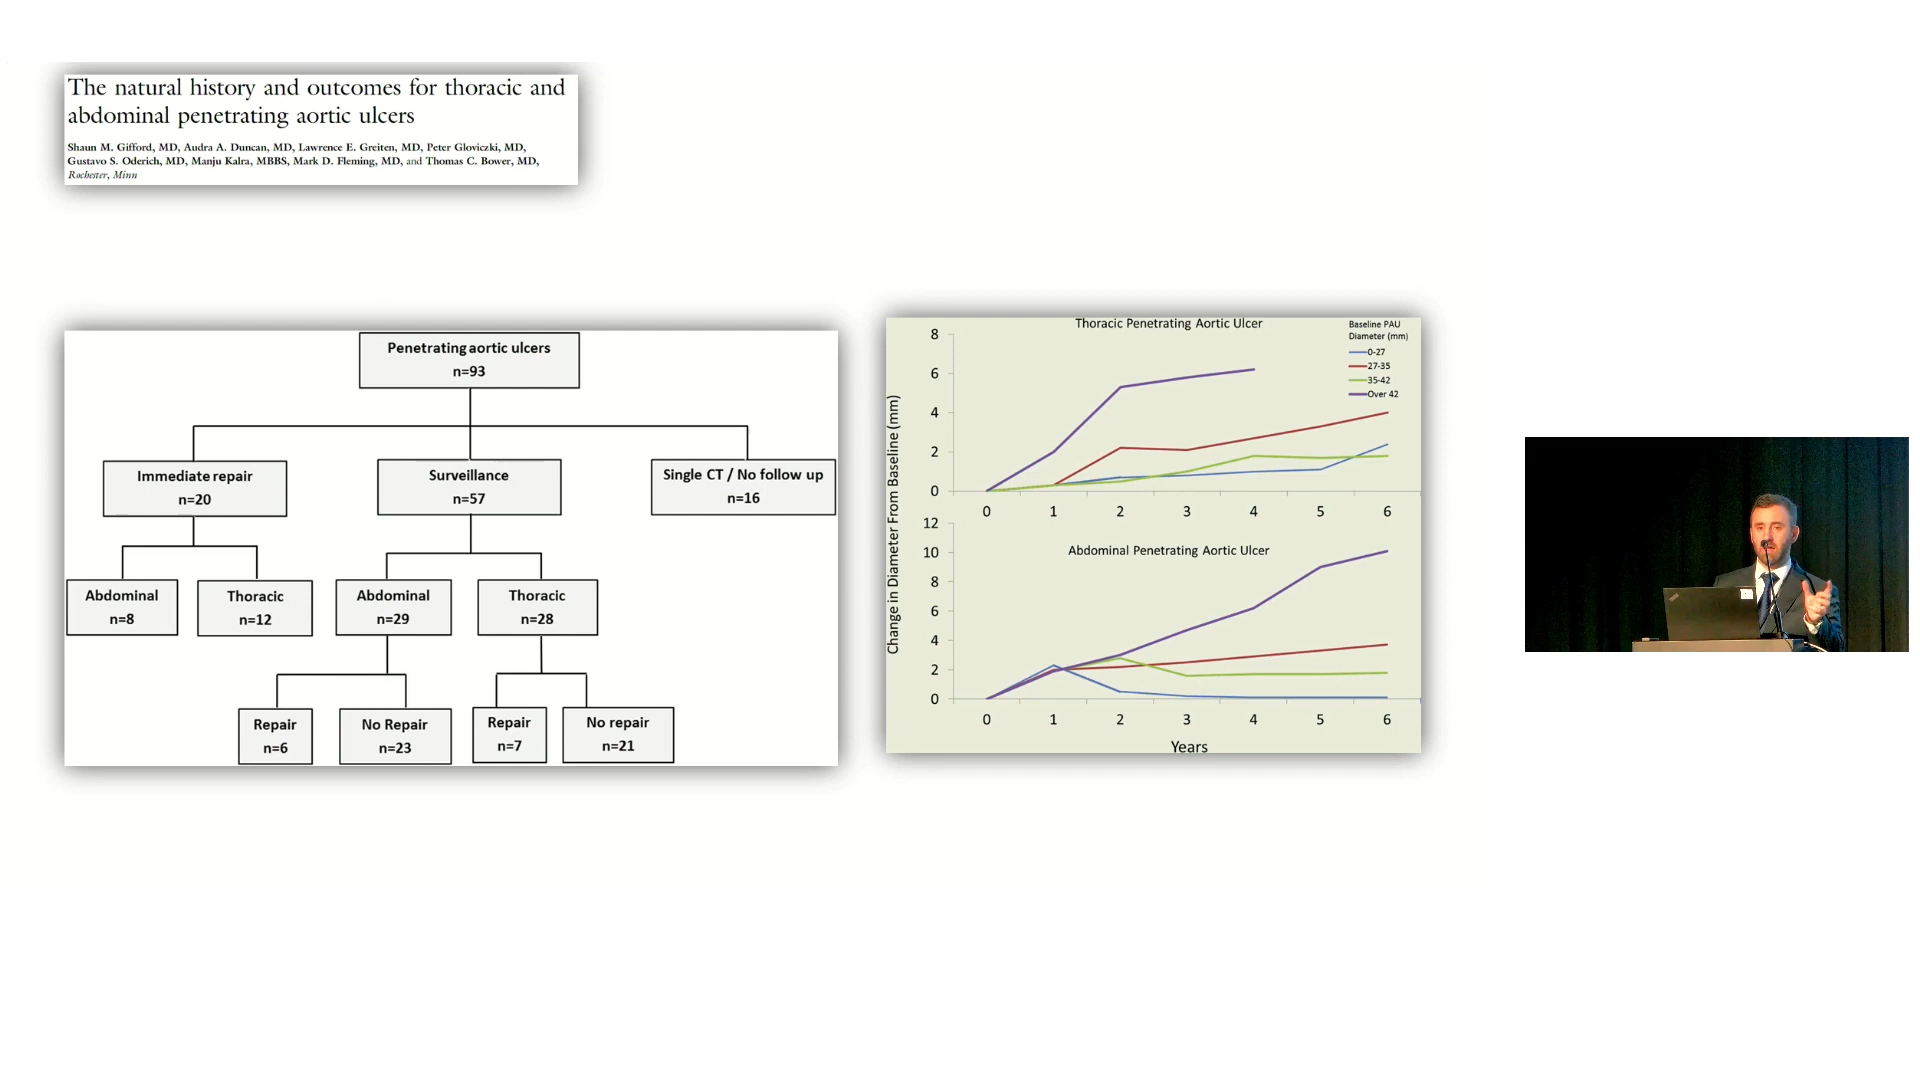 The natural history and outcomes for thoracic and
abdominal penetrating aortic ulcers
Shaun M. Gifford, MD, Audra A. Duncan, MD, Lawrence E. Greiten, MD, Peter Gloviczki, MD,
Gustavo S. Oderich, MD, Manju Kalra, MBBS, Mark D. Fleming, MD, and Thomas C. Bower, MD,
Rochester, Minn
Penetrating aortic ulcers
n=93
Immediate repair
n=20
Surveillance
n=57
Single CT / No follow up
n=16
Abdominal
n=8
Thoracic
n=12
Abdominal
n=29
Thoracic
n=28
Repair
n=6
No Repair
n=23
Repair
n=7
No repair
n=21
Change in Diameter From Baseline (mm)
Thoracic Penetrating Aortic Ulcer
Baseline PAU
Diameter (mm)
0-27
27-35
35-42
Over 42
8
6
4
2
0
0 1 2 3 4 5 6
Abdominal Penetrating Aortic Ulcer
12
10
8
6
4
2
0
0 1 2 3 4 5 6
Years